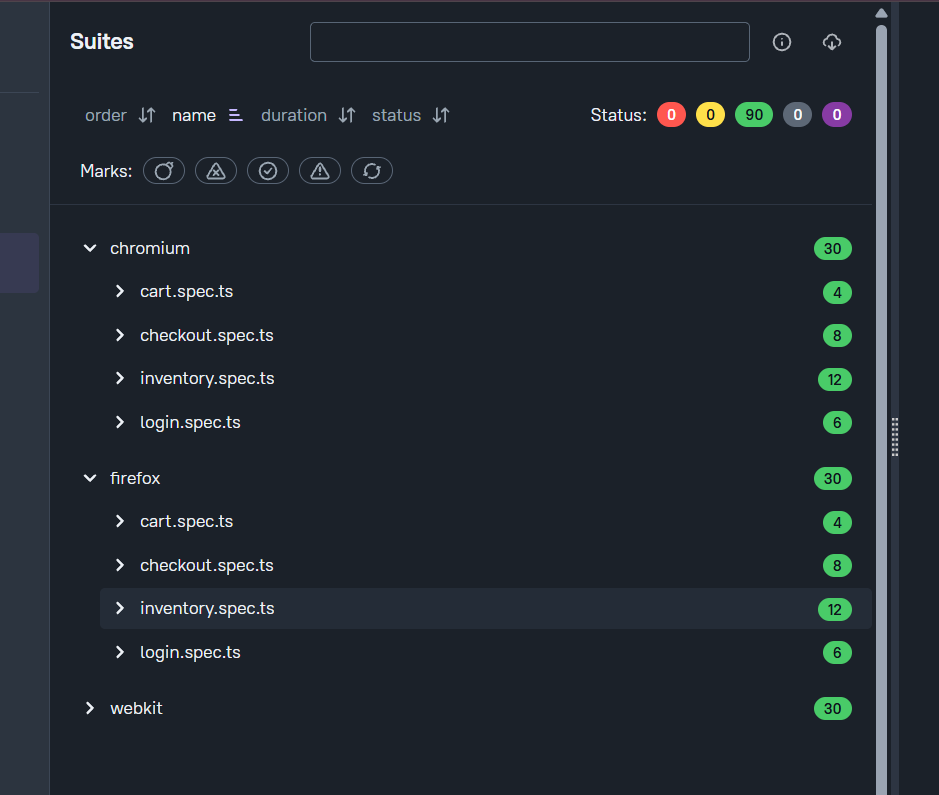 Suites
order name duration status Status: 0 0 90 0 0
Marks:
chromium 30
cart.spec.ts 4
checkout.spec.ts 8
inventory.spec.ts 12
login.spec.ts 6
firefox 30
cart.spec.ts 4
checkout.spec.ts 8
inventory.spec.ts 12
login.spec.ts 6
webkit 30